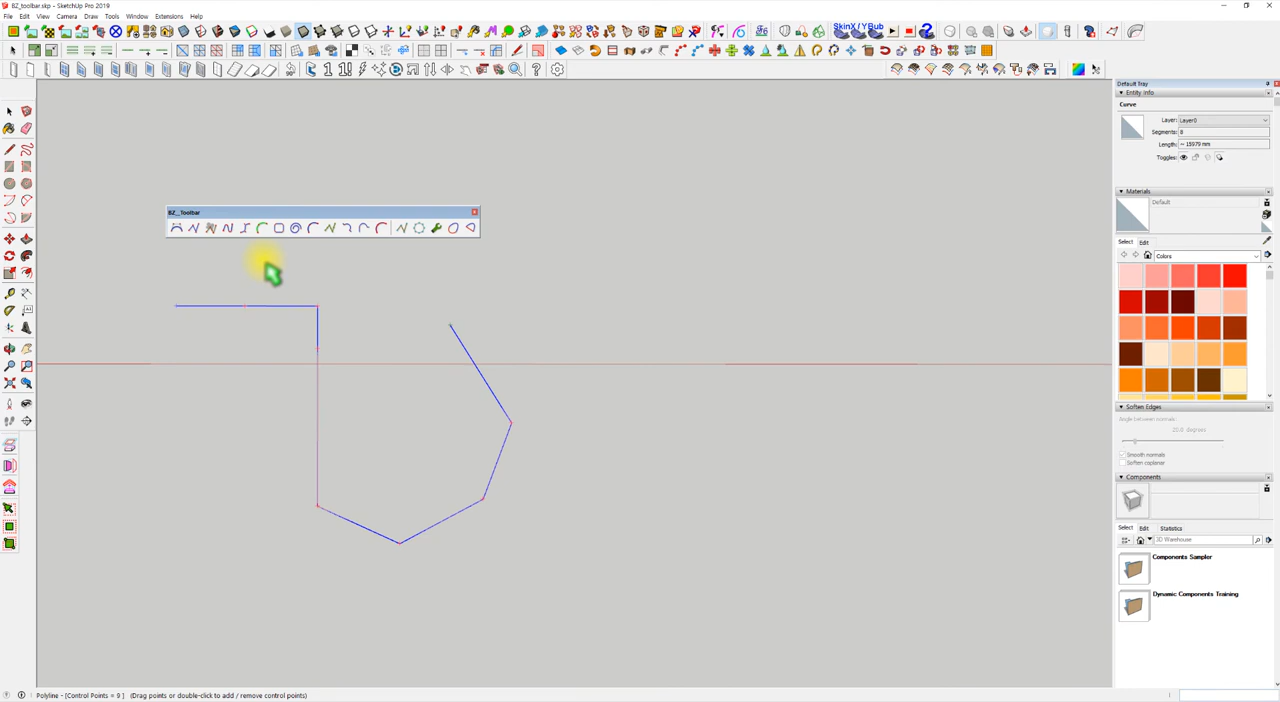 BZ_toolbar.skp - SketchUp Pro 2019
File Edit View Camera Draw Tools Window Extensions Help
Default Tray
Entity Info
Curve
Layer: Layer0
Segments: 8
Length: ~ 15979 mm
Toggles:
BZ__Toolbar
Materials
Default
Select Edit
Colors
Soften Edges
Angle between normals:
20.0 degrees
Smooth normals
Soften coplanar
Components
Select Edit Statistics
3D Warehouse
Components Sampler
Dynamic Components Training
Polyline - [Control Points = 9 ] (Drag points or double-click to add / remove control points)